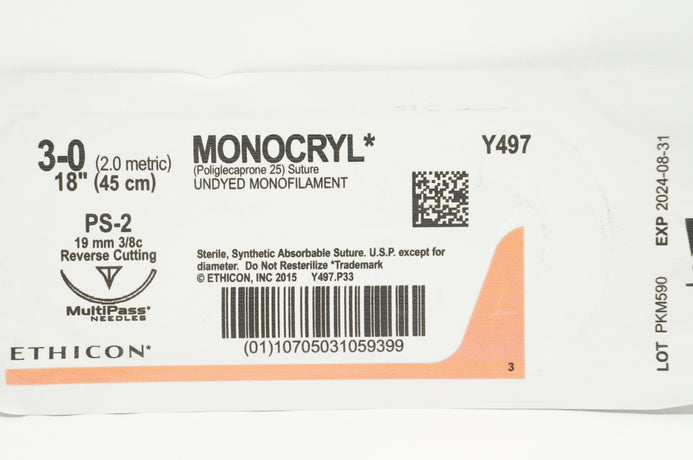 3-0 (2.0 metric)
18" (45 cm)
PS-2
19 mm 3/8c
Reverse Cutting
MultiPass*
NEEDLES
ETHICON*
MONOCRYL*
(Poliglecaprone 25) Suture
UNDYED MONOFILAMENT
Y497
Sterile, Synthetic Absorbable Suture. U.S.P. except for
diameter. Do Not Resterilize *Trademark
© ETHICON, INC 2015 Y497.P33
(01)10705031059399
3
LOT PKM590 EXP 2024-08-31